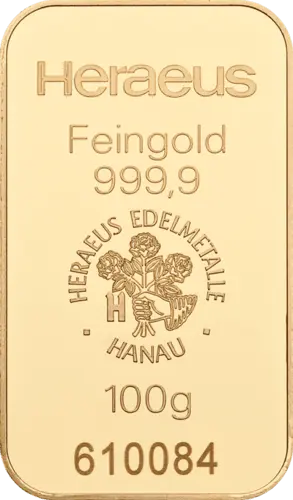 Heraeus
Feingold
999,9
HERAEUS EDELMETALLE
H
· HANAU ·
100g
610084